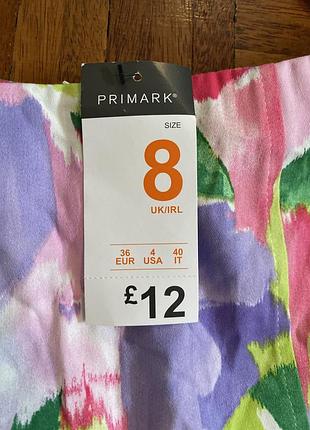 PRIMARK®
SIZE
8
UK/IRL
36 4 40
EUR USA IT
£12